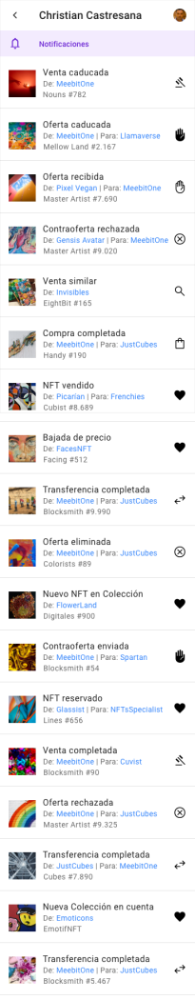 Christian Castresana
Notificaciones
Venta caducada
De: MeebitOne
Nouns #782
Oferta caducada
De: MeebitOne | Para: Llamaverse
Mellow Land #2.167
Oferta recibida
De: Pixel Vegan | Para: MeebitOne
Master Artist #7.690
Contraoferta rechazada
De: Gensis Avatar | Para: MeebitOne
Master Artist #9.020
Venta similar
De: Invisibles
EightBit #165
Compra completada
De: MeebitOne | Para: JustCubes
Handy #190
NFT vendido
De: Picarian | Para: Frenchies
Cubist #8.689
Bajada de precio
De: FacesNFT
Facing #512
Transferencia completada
De: MeebitOne | Para: JustCubes
Blocksmith #9.990
Oferta eliminada
De: MeebitOne | Para: JustCubes
Colorists #89
Nuevo NFT en Colección
De: FlowerLand
Digitales #900
Contraoferta enviada
De: MeebitOne | Para: Spartan
Blocksmith #54
NFT reservado
De: Glassist | Para: NFTsSpecialist
Lines #656
Venta completada
De: MeebitOne | Para: Cuvist
Blocksmith #90
Oferta rechazada
De: MeebitOne | Para: JustCubes
Master Artist #9.325
Transferencia completada
De: JustCubes | Para: MeebitOne
Cubes #7.890
Nueva Colección en cuenta
De: Emoticons
EmotifNFT
Transferencia completada
De: MeebitOne | Para: JustCubes
Blocksmith #5.467